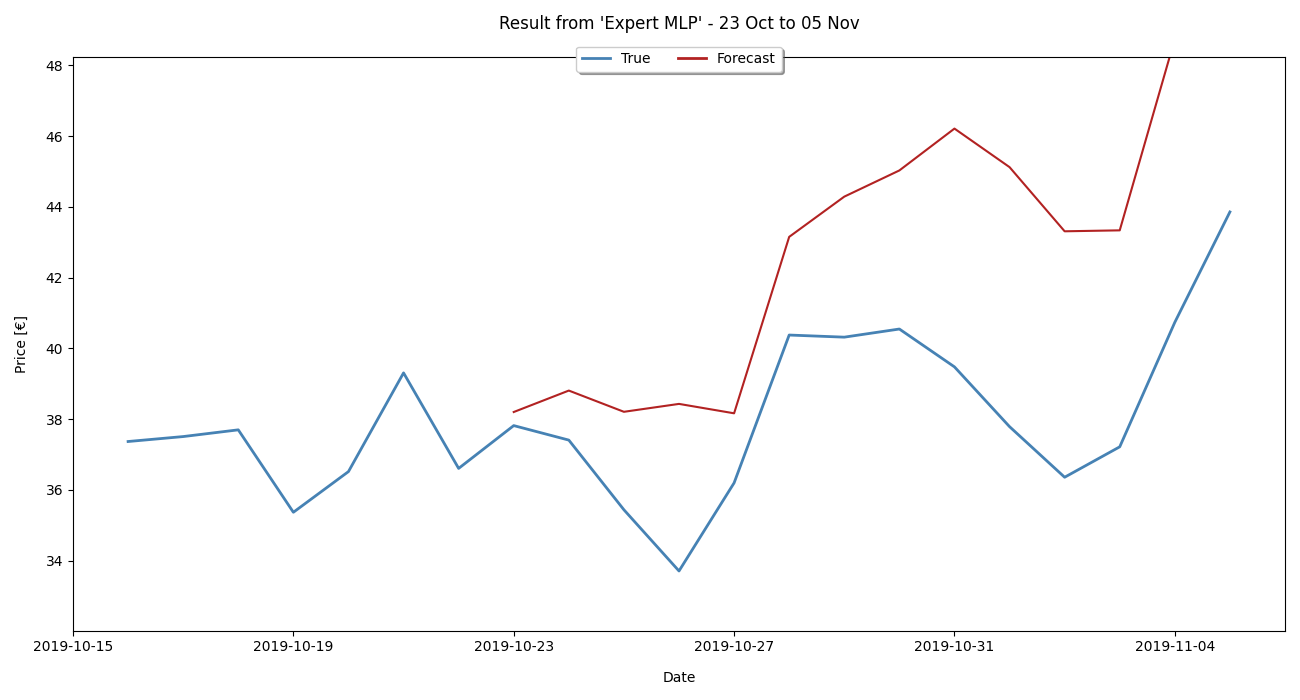 Result from 'Expert MLP' - 23 Oct to 05 Nov
True Forecast
48
46
44
42
40
38
36
34
Price [€]
2019-10-15 2019-10-19 2019-10-23 2019-10-27 2019-10-31 2019-11-04
Date